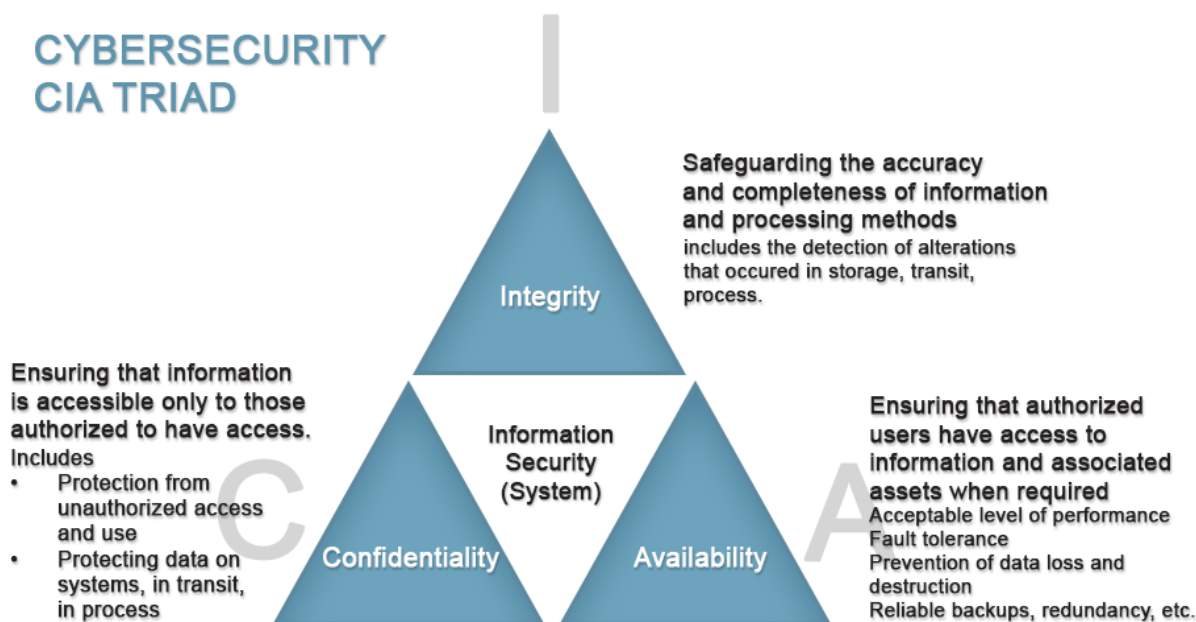 CYBERSECURITY
CIA TRIAD
I
Safeguarding the accuracy
and completeness of information
and processing methods
includes the detection of alterations
that occured in storage, transit,
process.
Integrity
Ensuring that information
is accessible only to those
authorized to have access.
Includes
• Protection from
unauthorized access
and use
• Protecting data on
systems, in transit,
in process
C
Confidentiality
Information
Security
(System)
Availability
A
Ensuring that authorized
users have access to
information and associated
assets when required
Acceptable level of performance
Fault tolerance
Prevention of data loss and
destruction
Reliable backups, redundancy, etc.